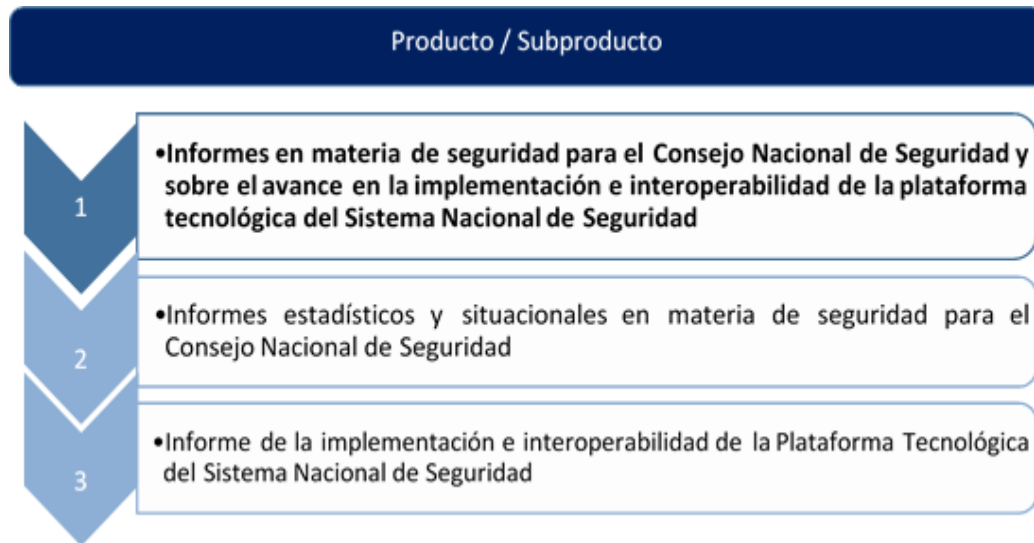 Producto / Subproducto
1
•Informes en materia de seguridad para el Consejo Nacional de Seguridad y
sobre el avance en la implementación e interoperabilidad de la plataforma
tecnológica del Sistema Nacional de Seguridad
2
•Informes estadísticos y situacionales en materia de seguridad para el
Consejo Nacional de Seguridad
3
•Informe de la implementación e interoperabilidad de la Plataforma Tecnológica
del Sistema Nacional de Seguridad